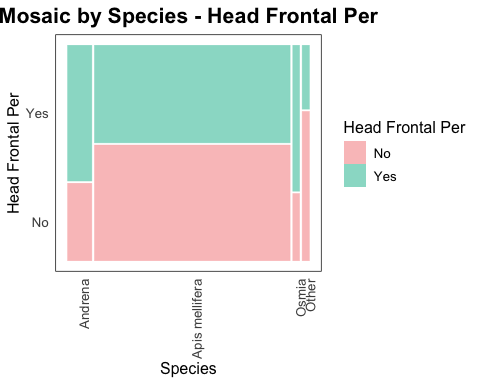 Mosaic by Species - Head Frontal Per
Head Frontal Per
Yes
No
Andrena
Apis mellifera
Osmia
Other
Species
Head Frontal Per
No
Yes